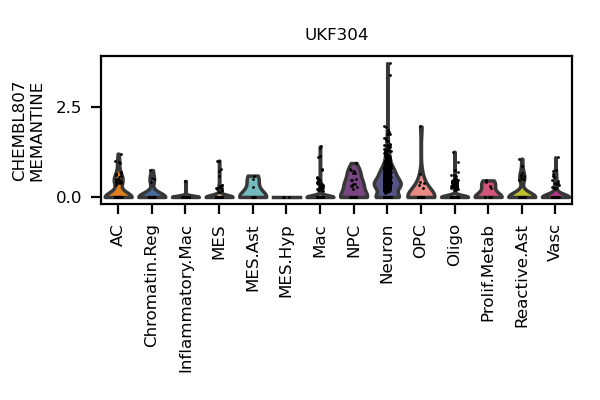 UKF304
CHEMBL807
MEMANTINE
2.5
0.0
AC
Chromatin.Reg
Inflammatory.Mac
MES
MES.Ast
MES.Hyp
Mac
NPC
Neuron
OPC
Oligo
Prolif.Metab
Reactive.Ast
Vasc